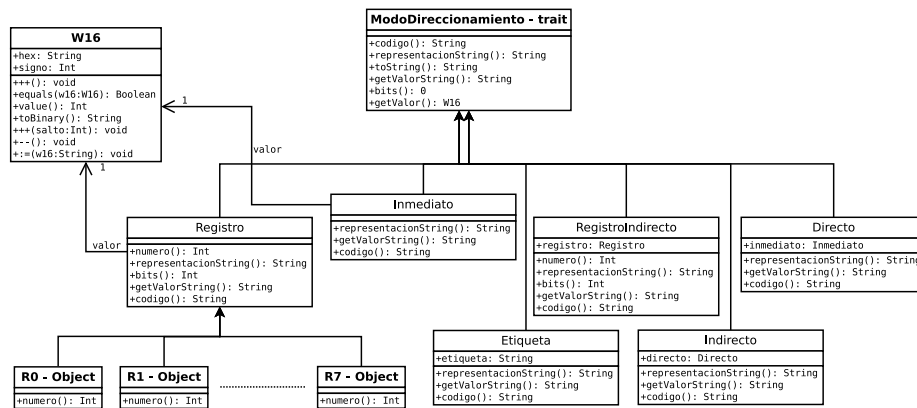 ModoDireccionamiento - trait
+codigo(): String
+representacionString(): String
+toString(): String
+getValorString(): String
+bits(): 0
+getValor(): W16
W16
+hex: String
+signo: Int
+++(): void
+equals(w16:W16): Boolean
+value(): Int
+toBinary(): String
+++(salto:Int): void
+--(): void
+:=(w16:String): void
1
valor
1
valor
Registro
+numero(): Int
+representacionString(): String
+bits(): Int
+getValorString(): String
+codigo(): String
Inmediato
+representacionString(): String
+getValorString(): String
+codigo(): String
RegistroIndirecto
+registro: Registro
+numero(): Int
+representacionString(): String
+bits(): Int
+getValorString(): String
+codigo(): String
Directo
+inmediato: Inmediato
+representacionString(): String
+getValorString(): String
+codigo(): String
Etiqueta
+etiqueta: String
+representacionString(): String
+getValorString(): String
+codigo(): String
Indirecto
+directo: Directo
+representacionString(): String
+getValorString(): String
+codigo(): String
R0 - Object
+numero(): Int
R1 - Object
+numero(): Int
R7 - Object
+numero(): Int